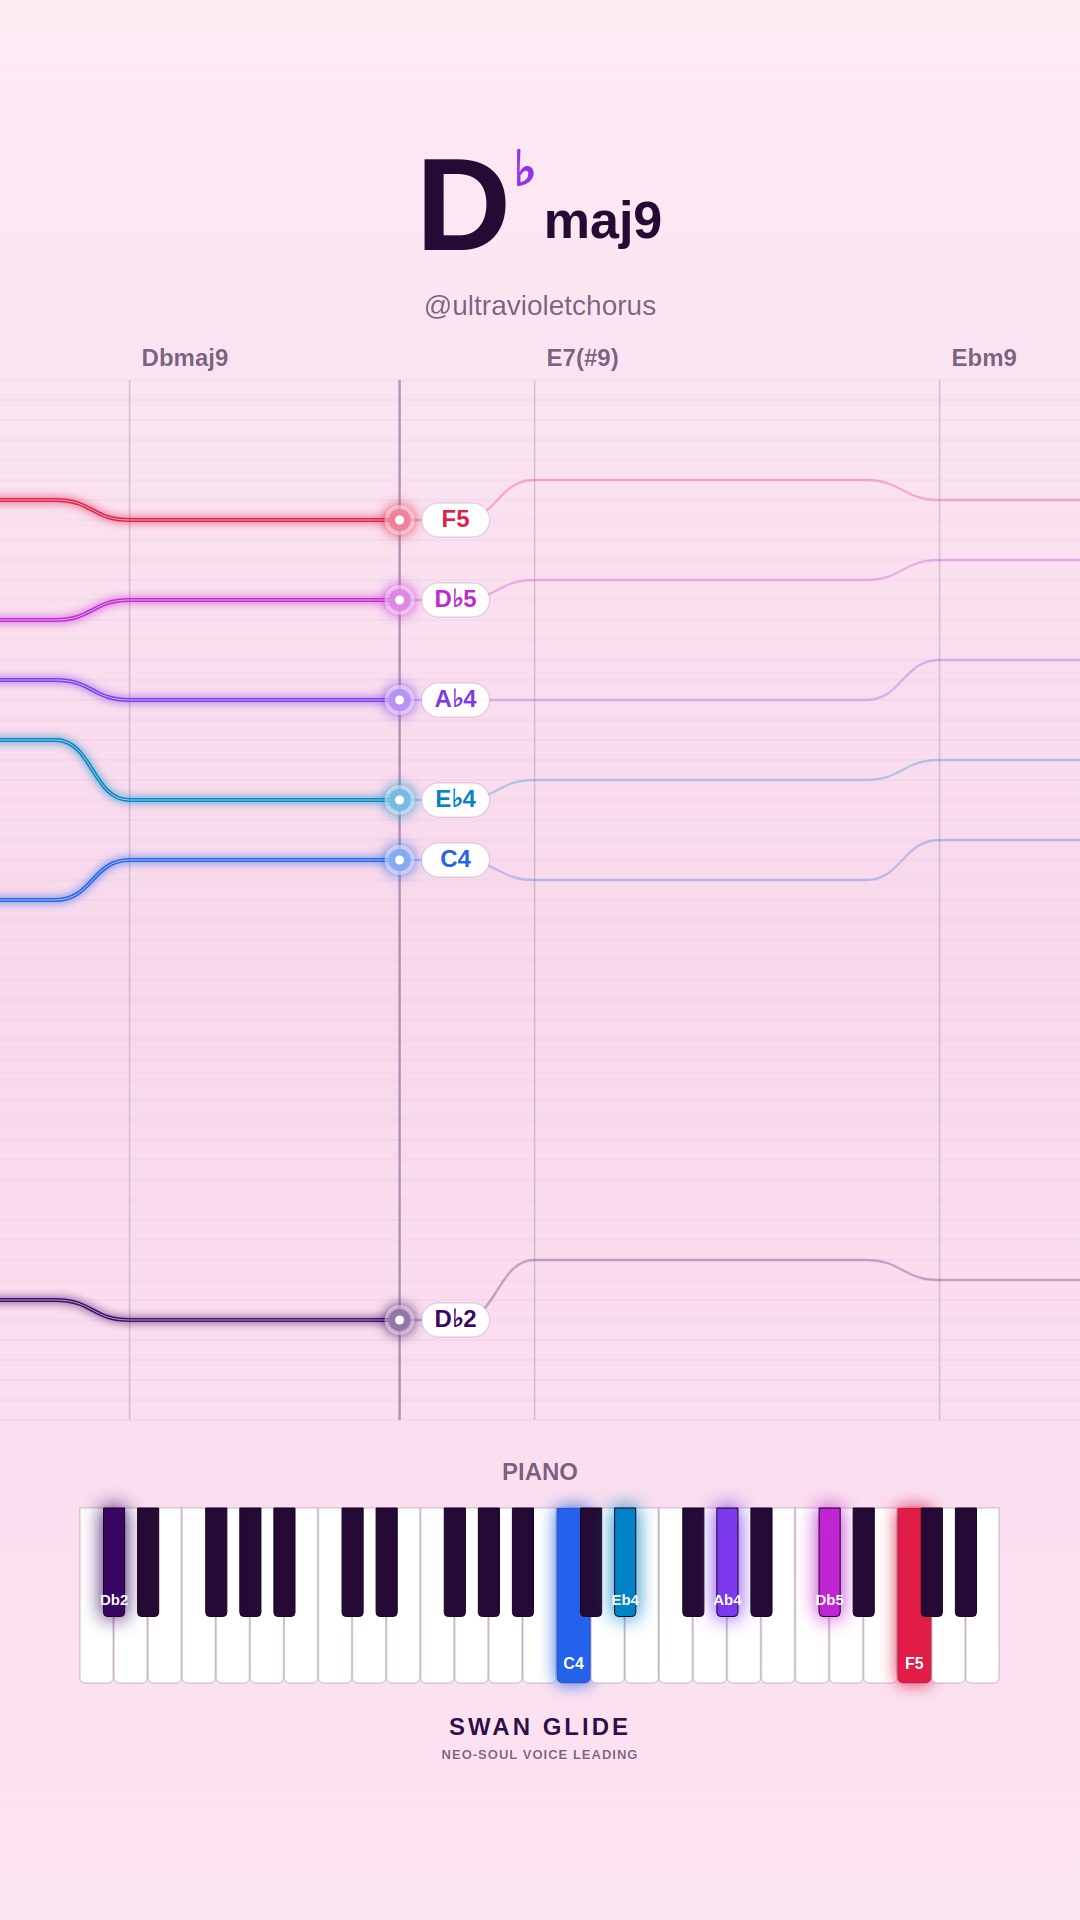 D♭maj9
@ultravioletchorus
Dbmaj9 E7(#9) Ebm9
F5
D♭5
A♭4
E♭4
C4
D♭2
PIANO
Db2 Eb4 Ab4 Db5
C4 F5
SWAN GLIDE
NEO-SOUL VOICE LEADING